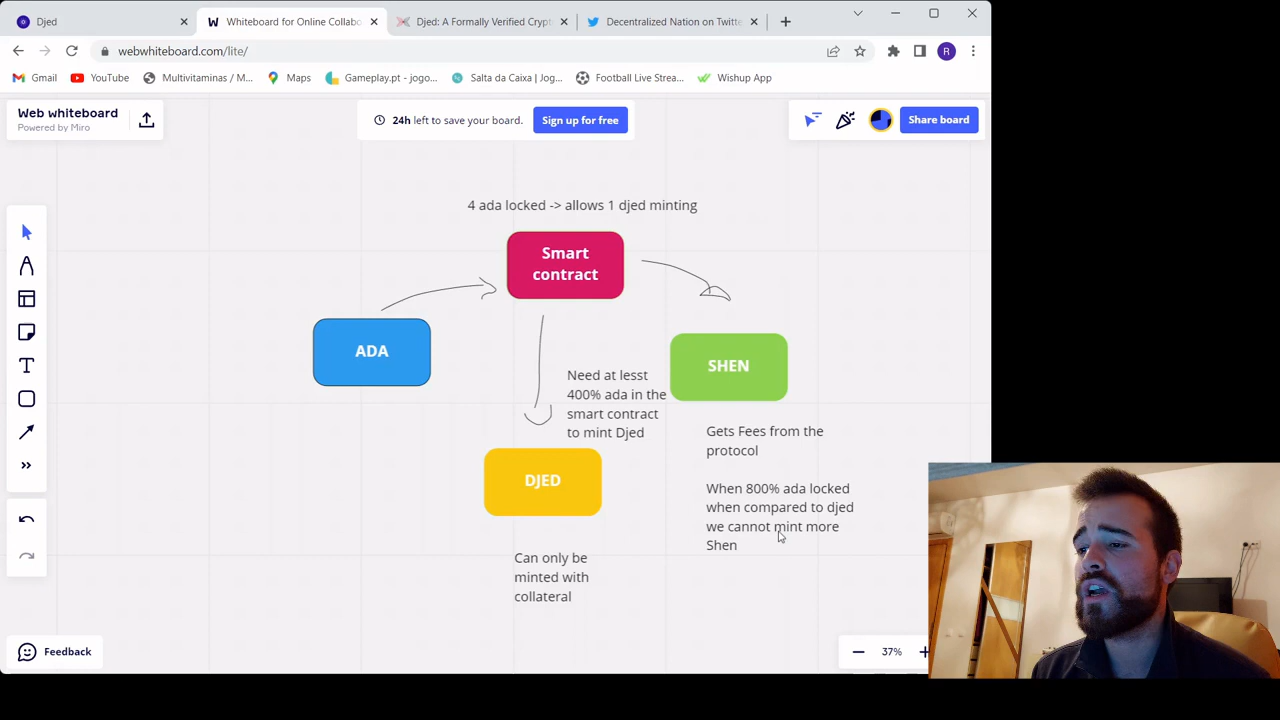 Djed
Whiteboard for Online Collabo
Djed: A Formally Verified Crypt
Decentralized Nation on Twitte
webwhiteboard.com/lite/
R
Gmail
YouTube
Multivitaminas / M...
Maps
Gameplay.pt - jogo...
Salta da Caixa | Jog...
Football Live Strea...
Wishup App
Web whiteboard
Powered by Miro
24h left to save your board.
Sign up for free
Share board
4 ada locked -> allows 1 djed minting
Smart
contract
ADA
SHEN
Need at lesst
400% ada in the
smart contract
to mint Djed
Gets Fees from the
protocol
DJED
When 800% ada locked
when compared to djed
we cannot mint more
Shen
Can only be
minted with
collateral
Feedback
37%